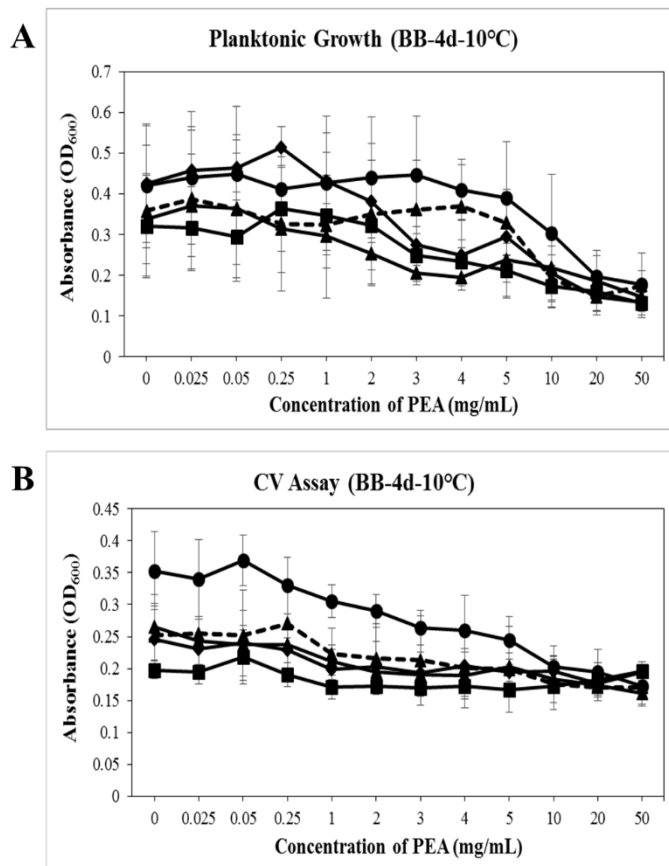 A
Planktonic Growth (BB-4d-10°C)
0.7
0.6
0.5
0.4
0.3
0.2
0.1
0
Absorbance (OD600)
0 0.025 0.05 0.25 1 2 3 4 5 10 20 50
Concentration of PEA (mg/mL)
B
CV Assay (BB-4d-10°C)
0.45
0.4
0.35
0.3
0.25
0.2
0.15
0.1
0.05
0
Absorbance (OD600)
0 0.025 0.05 0.25 1 2 3 4 5 10 20 50
Concentration of PEA (mg/mL)